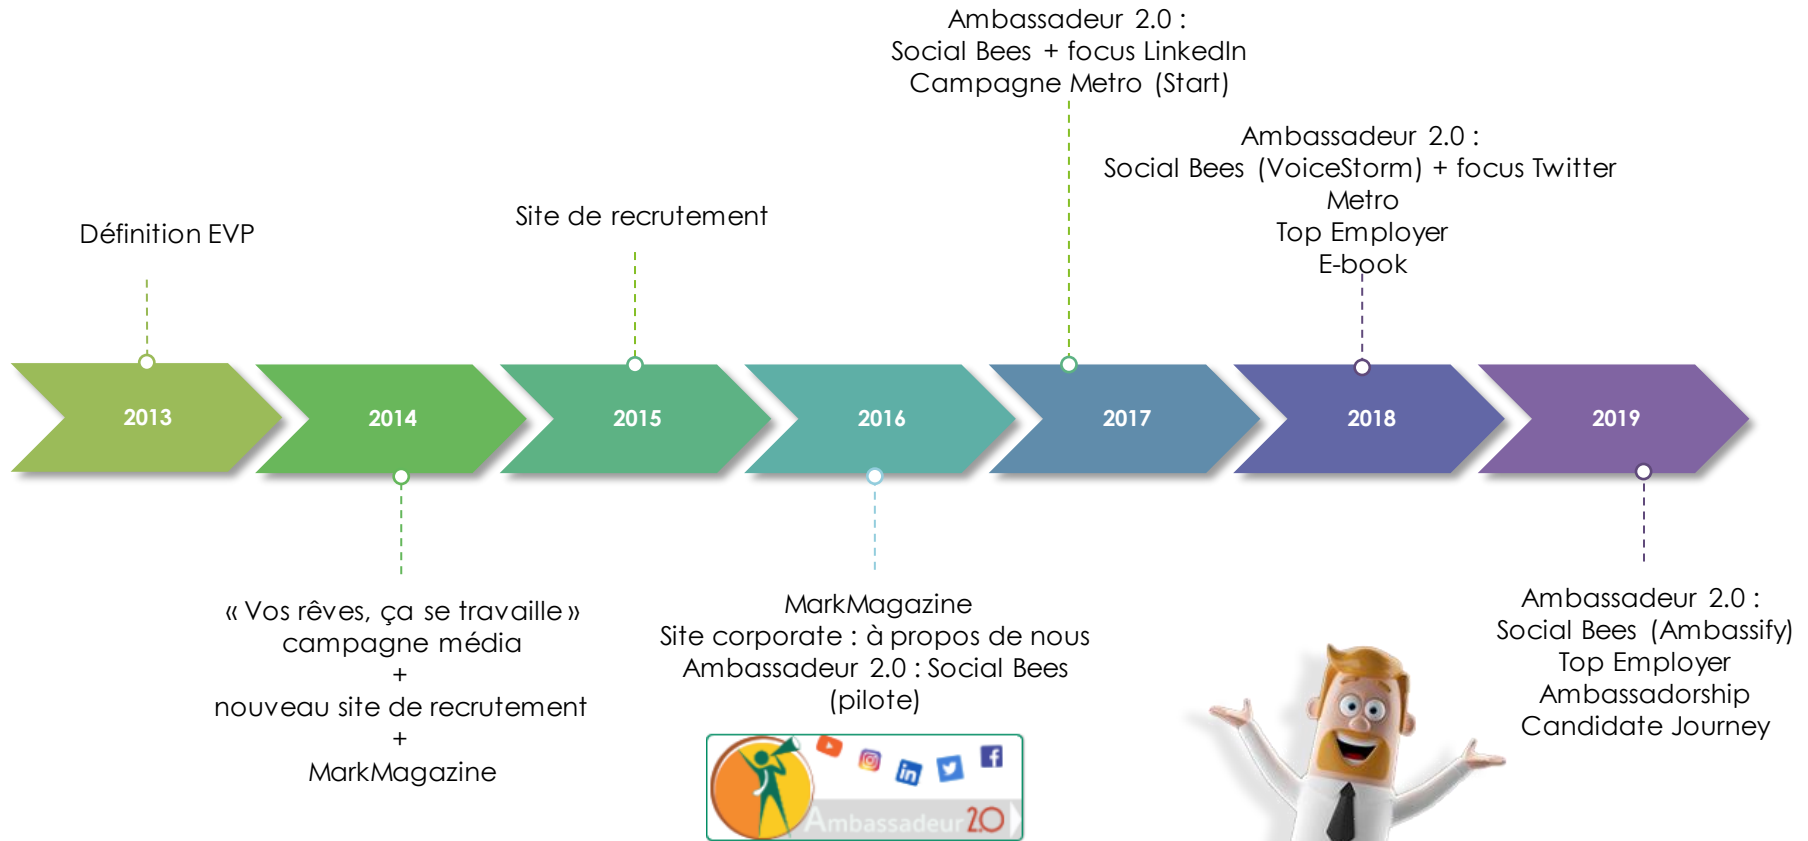 Ambassadeur 2.0 :
Social Bees + focus LinkedIn
Campagne Metro (Start)
Ambassadeur 2.0 :
Social Bees (VoiceStorm) + focus Twitter
Metro
Top Employer
E-book
Définition EVP
Site de recrutement
2013
2014
2015
2016
2017
2018
2019
« Vos rêves, ça se travaille »
campagne média
+
nouveau site de recrutement
+
MarkMagazine
MarkMagazine
Site corporate : à propos de nous
Ambassadeur 2.0 : Social Bees
(pilote)
Ambassadeur 2.0 :
Social Bees (Ambassify)
Top Employer
Ambassadorship
Candidate Journey
in
f
Ambassadeur 2.0